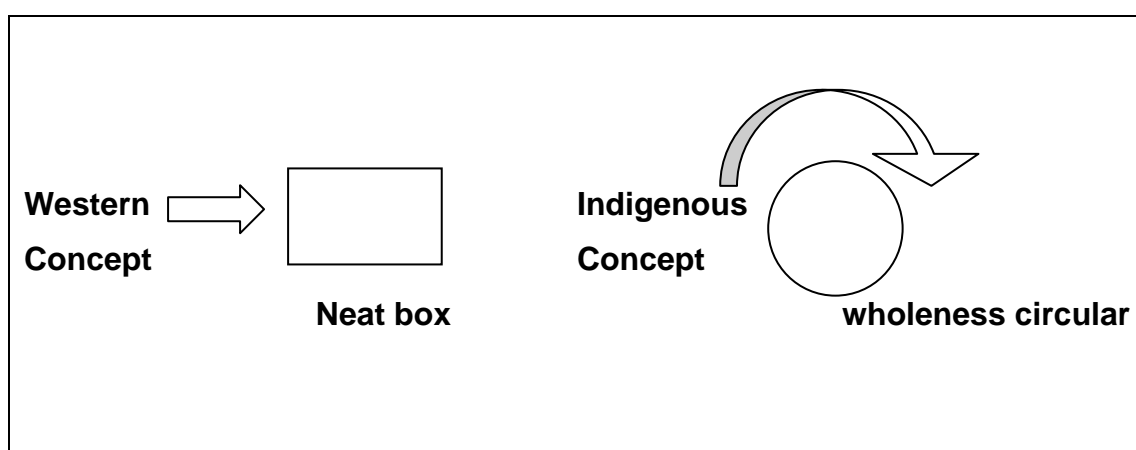 Western
Concept
Neat box
Indigenous
Concept
wholeness circular